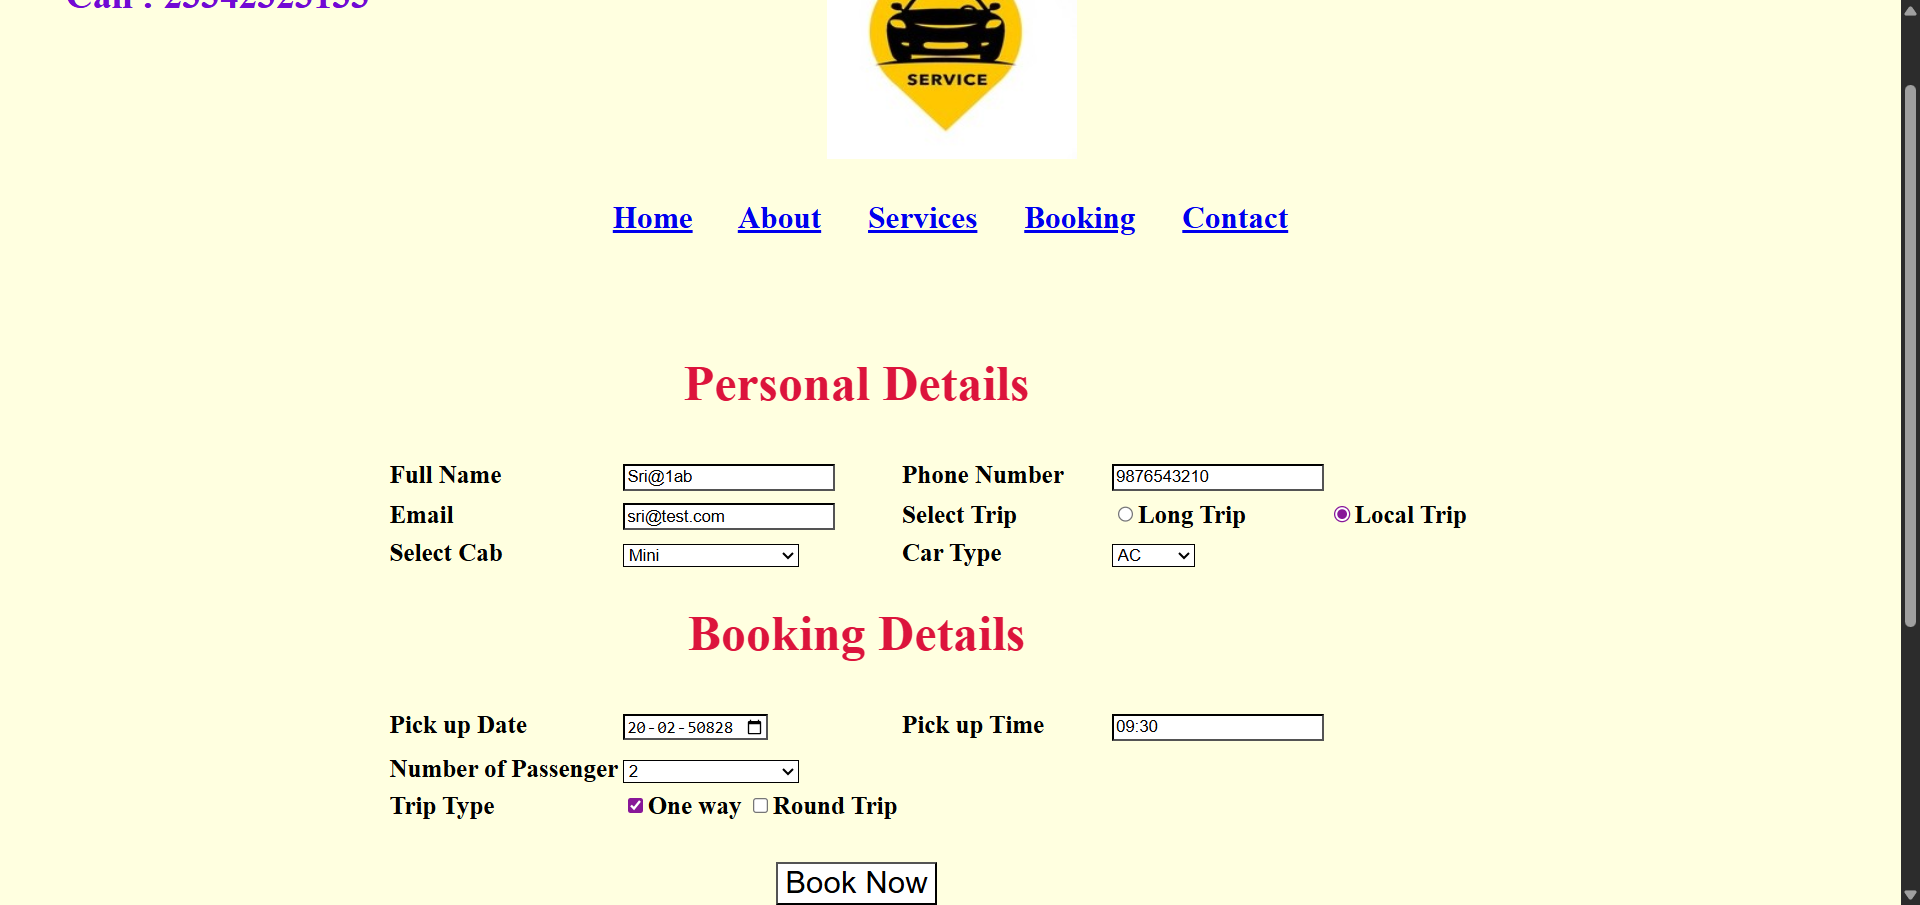 Call : 23342323133
SERVICE
Home About Services Booking Contact
Personal Details
Full Name Sri@1ab Phone Number 9876543210
Email sri@test.com Select Trip Long Trip Local Trip
Select Cab Mini Car Type AC
Booking Details
Pick up Date 20-02-50828 Pick up Time 09:30
Number of Passenger 2
Trip Type One way Round Trip
Book Now